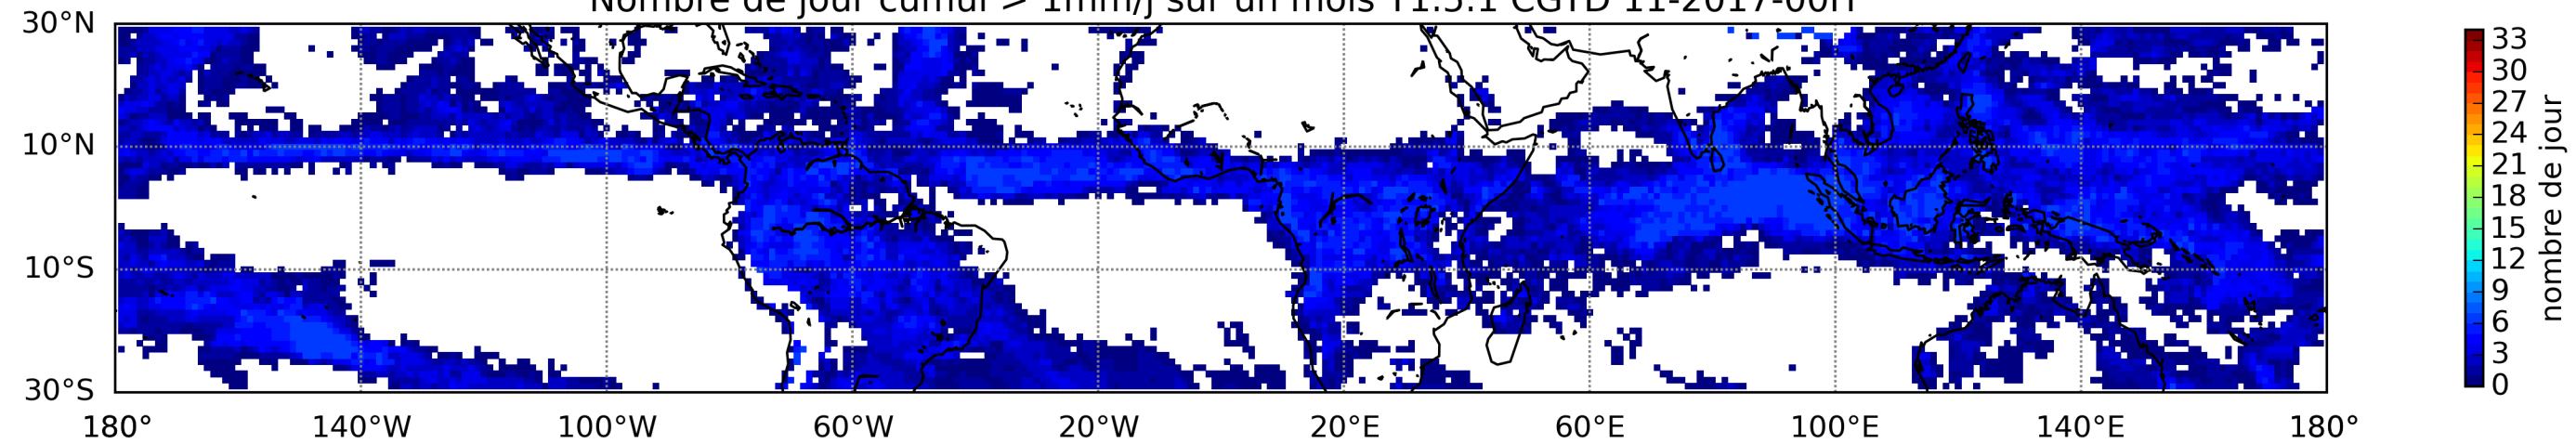 Nombre de jour cumul > 1mm/j sur un mois T1.5.1 CGTD 11-2017-00H
30°N
10°N
10°S
30°S
180° 140°W 100°W 60°W 20°W 20°E 60°E 100°E 140°E 180°
33
30
27
24
21
18
15
12
9
6
3
0
nombre de jour